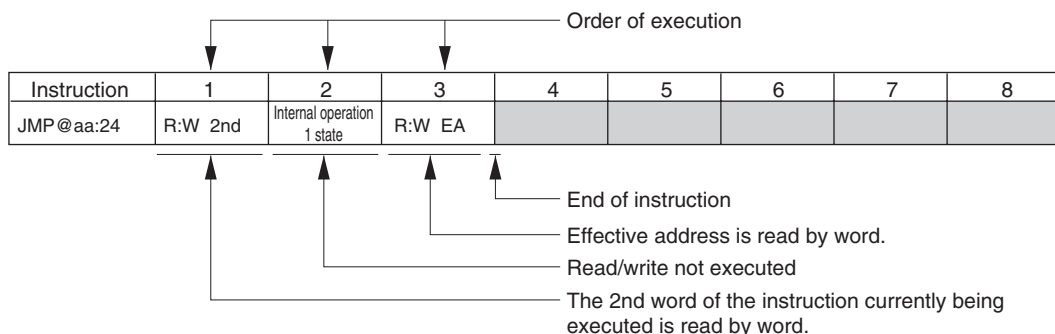 Order of execution
Instruction 1 2 3 4 5 6 7 8
JMP@aa:24 R:W 2nd Internal operation 1 state R:W EA
End of instruction
Effective address is read by word.
Read/write not executed
The 2nd word of the instruction currently being
executed is read by word.